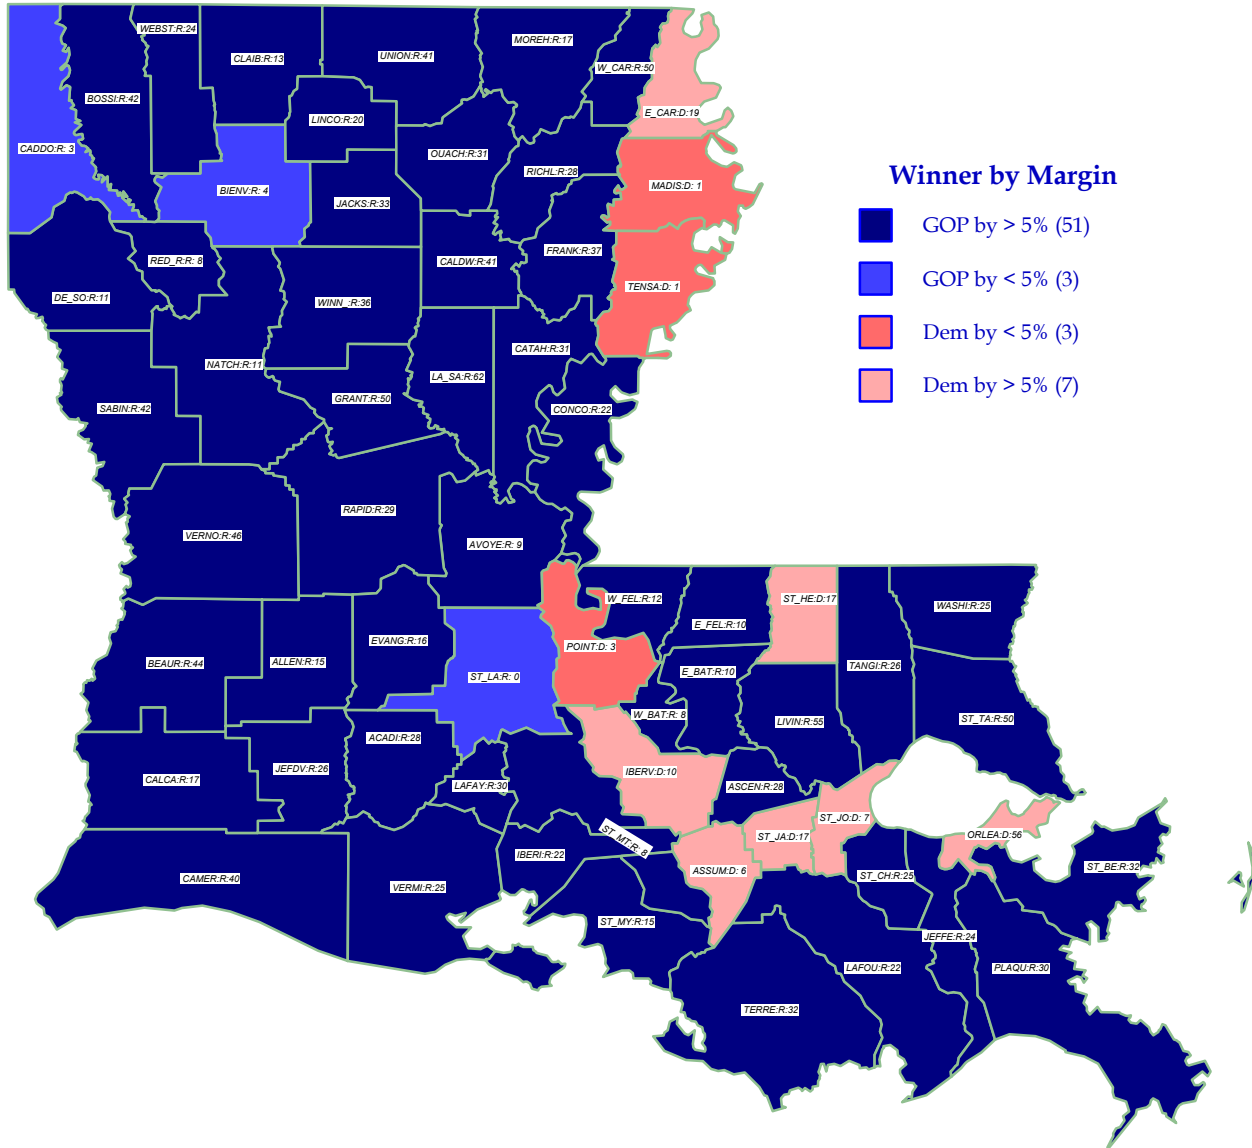 WEBST:R:24
MOREH:R:17
CLAIB:R:13
UNION:R:41
W_CAR:R:50
BOSSI:R:42
E_CAR:D:19
LINCO:R:20
CADDO:R: 3
OUACH:R:31
RICHL:R:28
Winner by Margin
BIENV:R: 4
MADIS:D: 1
JACKS:R:33
GOP by > 5% (51)
FRANK:R:37
RED_R:R: 8
CALDW:R:41
GOP by < 5% (3)
TENSA:D: 1
DE_SO:R:11
WINN_:R:36
Dem by < 5% (3)
CATAH:R:31
NATCH:R:11
LA_SA:R:62
Dem by > 5% (7)
GRANT:R:50
SABIN:R:42
CONCO:R:22
RAPID:R:29
VERNO:R:46
AVOYE:R: 9
W_FEL:R:12
ST_HE:D:17
WASHI:R:25
E_FEL:R:10
EVANG:R:16
POINT:D: 3
BEAUR:R:44
ALLEN:R:15
TANGI:R:26
E_BAT:R:10
ST_LA:R: 0
W_BAT:R: 8
LIVIN:R:55
ST_TA:R:50
ACADI:R:28
JEFDV:R:26
IBERV:D:10
CALCA:R:17
LAFAY:R:30
ASCEN:R:28
ST_JO:D: 7
ST_MT:R: 8
ST_JA:D:17
ORLEA:D:56
IBERI:R:22
ASSUM:D: 6
ST_BE:R:32
CAMER:R:40
ST_CH:R:25
VERMI:R:25
ST_MY:R:15
JEFFE:R:24
LAFOU:R:22
PLAQU:R:30
TERRE:R:32